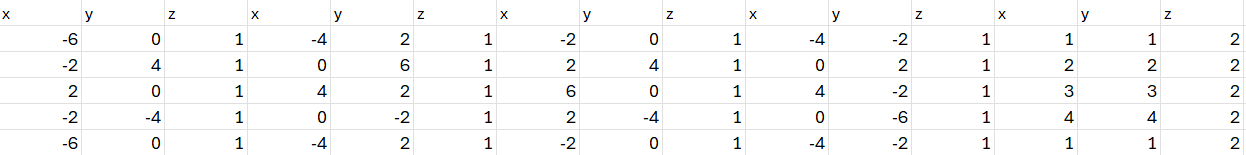 x y z x y z x y z x y z x y z
-6 0 1 -4 2 1 -2 0 1 -4 -2 1 1 1 2
-2 4 1 0 6 1 2 4 1 0 2 1 2 2 2
2 0 1 4 2 1 6 0 1 4 -2 1 3 3 2
-2 -4 1 0 -2 1 2 -4 1 0 -6 1 4 4 2
-6 0 1 -4 2 1 -2 0 1 -4 -2 1 1 1 2